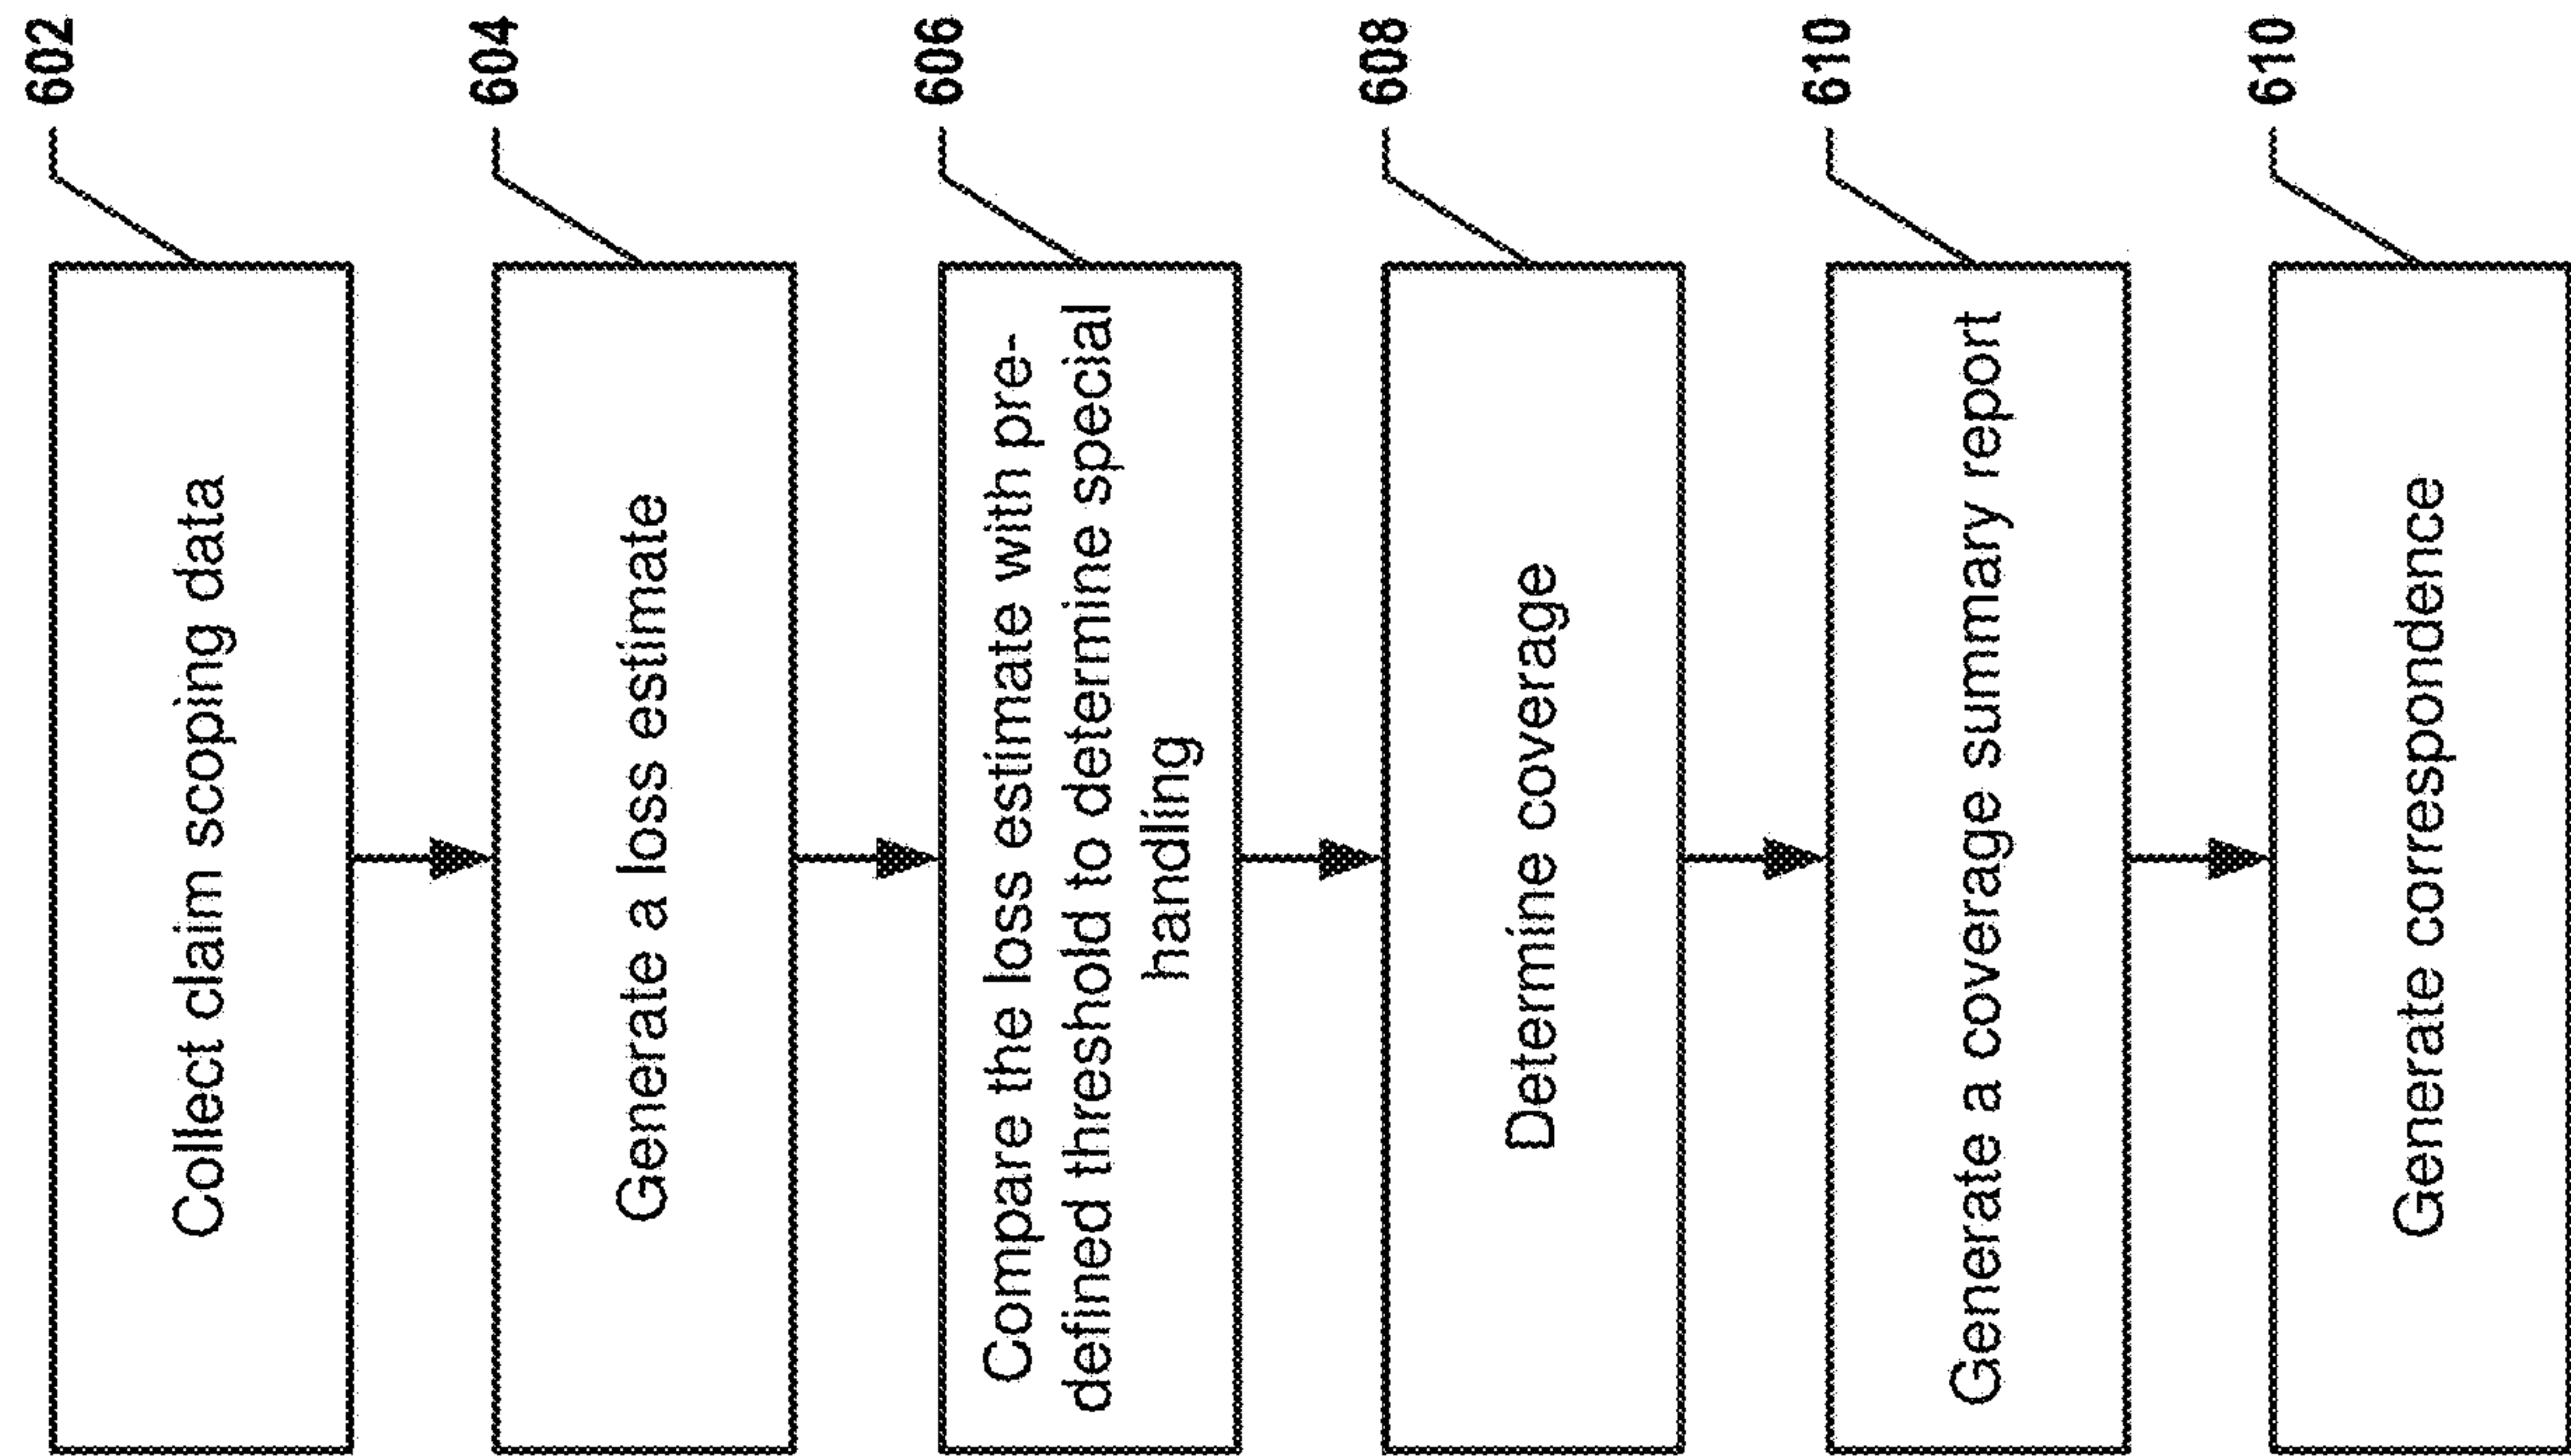 602
Collect claim scoping data
604
Generate a loss estimate
606
Compare the loss estimate with pre-
defined threshold to determine special
handling
608
Determine coverage
610
Generate a coverage summary report
610
Generate correspondence